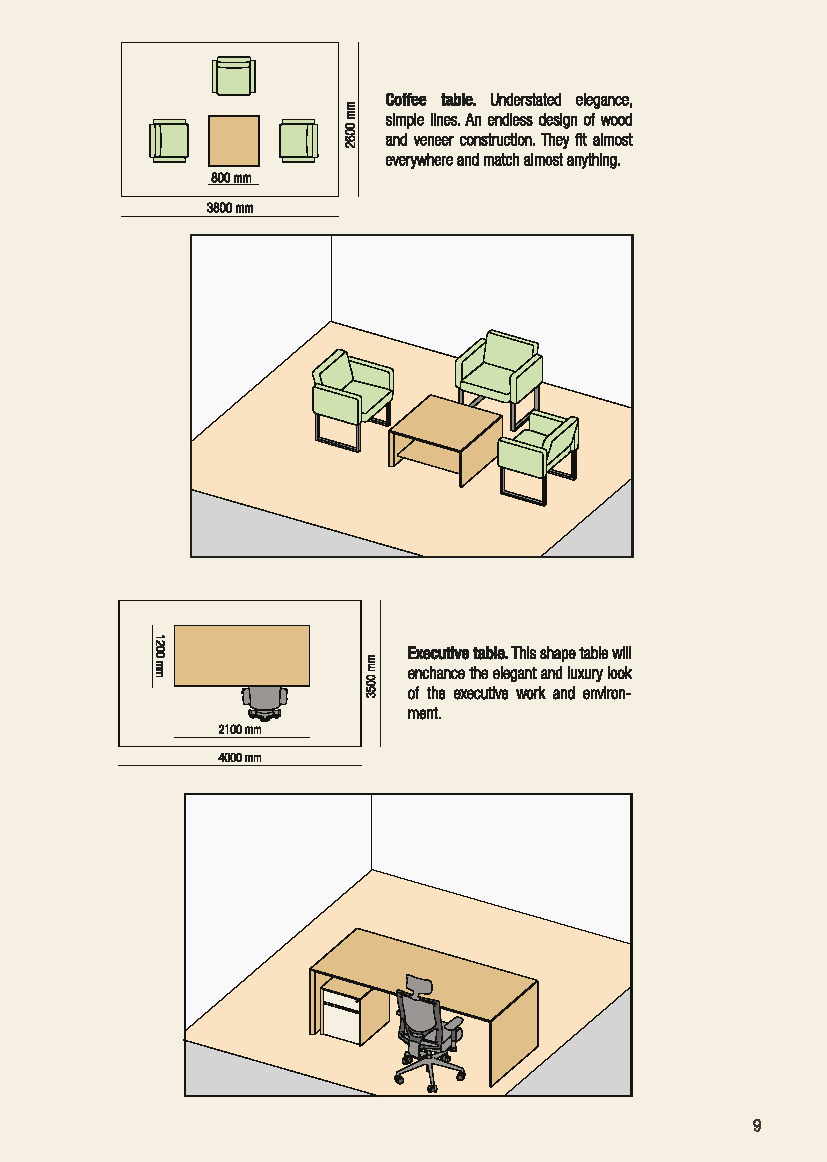 2600 mm
800 mm
3800 mm
Coffee table. Understated elegance,
simple lines. An endless design of wood
and veneer construction. They fit almost
everywhere and match almost anything.
1200 mm
3500 mm
2100 mm
4000 mm
Executive table. This shape table will
enchance the elegant and luxury look
of the executive work and environ-
ment.
9